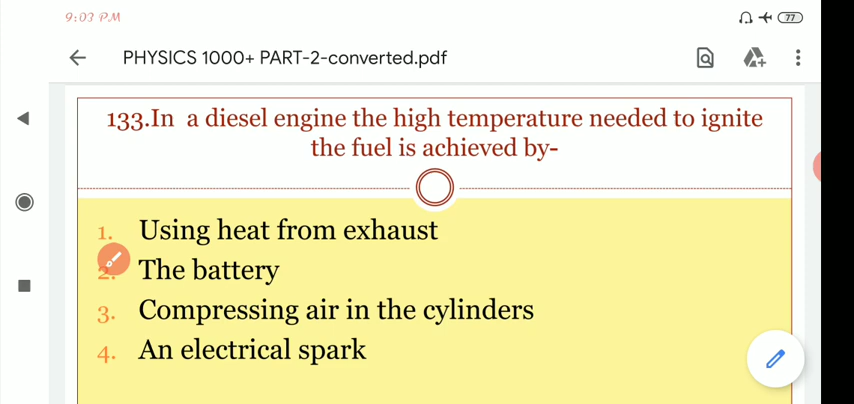 9:03 PM
77
PHYSICS 1000+ PART-2-converted.pdf
133.In a diesel engine the high temperature needed to ignite
the fuel is achieved by-
1. Using heat from exhaust
2. The battery
3. Compressing air in the cylinders
4. An electrical spark